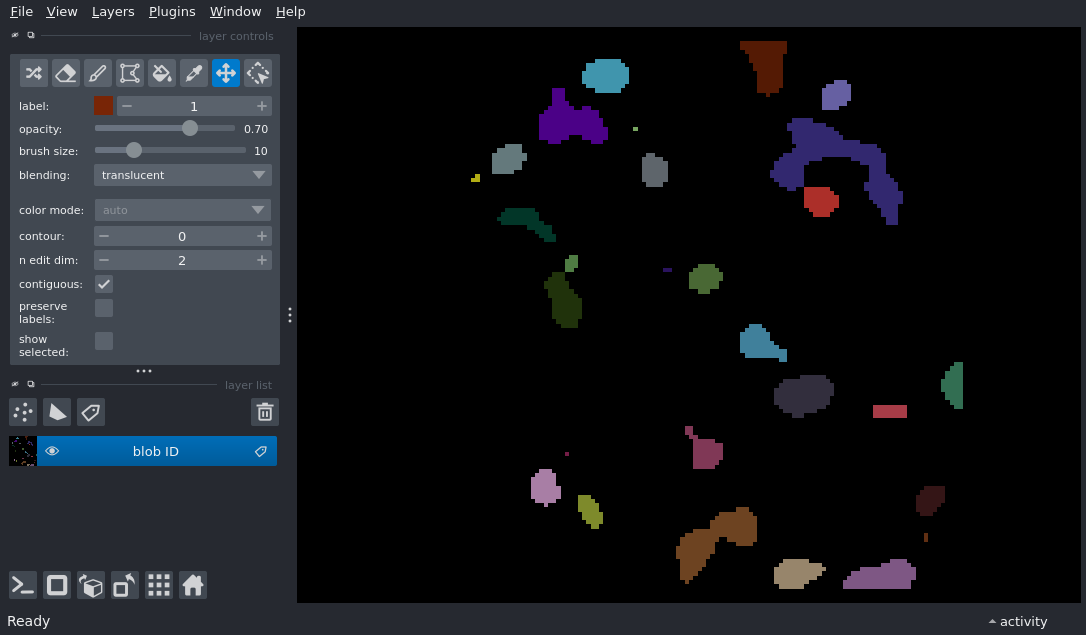 File View Layers Plugins Window Help
layer controls
label: 1
opacity: 0.70
brush size: 10
blending: translucent
color mode: auto
contour: 0
n edit dim: 2
contiguous:
preserve
labels:
show
selected:
layer list
blob ID
Ready
activity